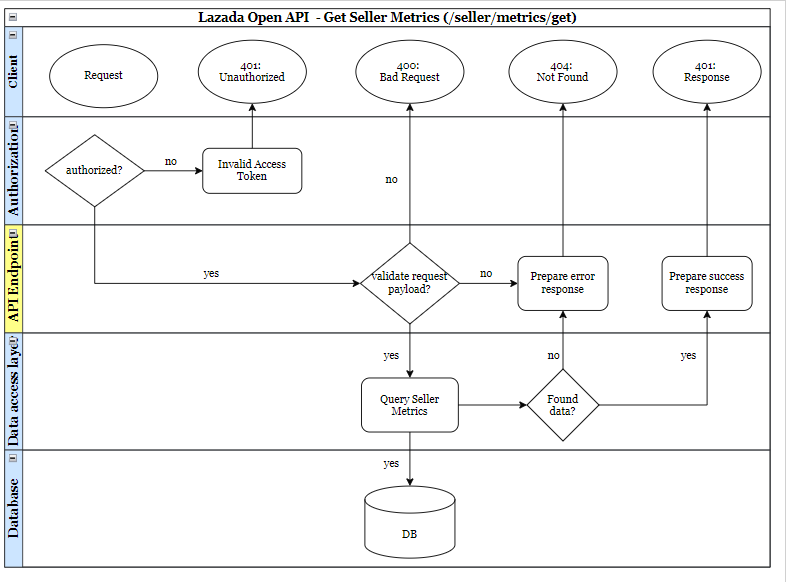 Lazada Open API - Get Seller Metrics (/seller/metrics/get)
Client
Request
401:
Unauthorized
400:
Bad Request
404:
Not Found
401:
Response
Authorization
authorized?
no
Invalid Access
Token
no
API Endpoint
yes
validate request
payload?
no
Prepare error
response
Prepare success
response
Data access layer
yes
no
yes
Query Seller
Metrics
Found
data?
Database
yes
DB